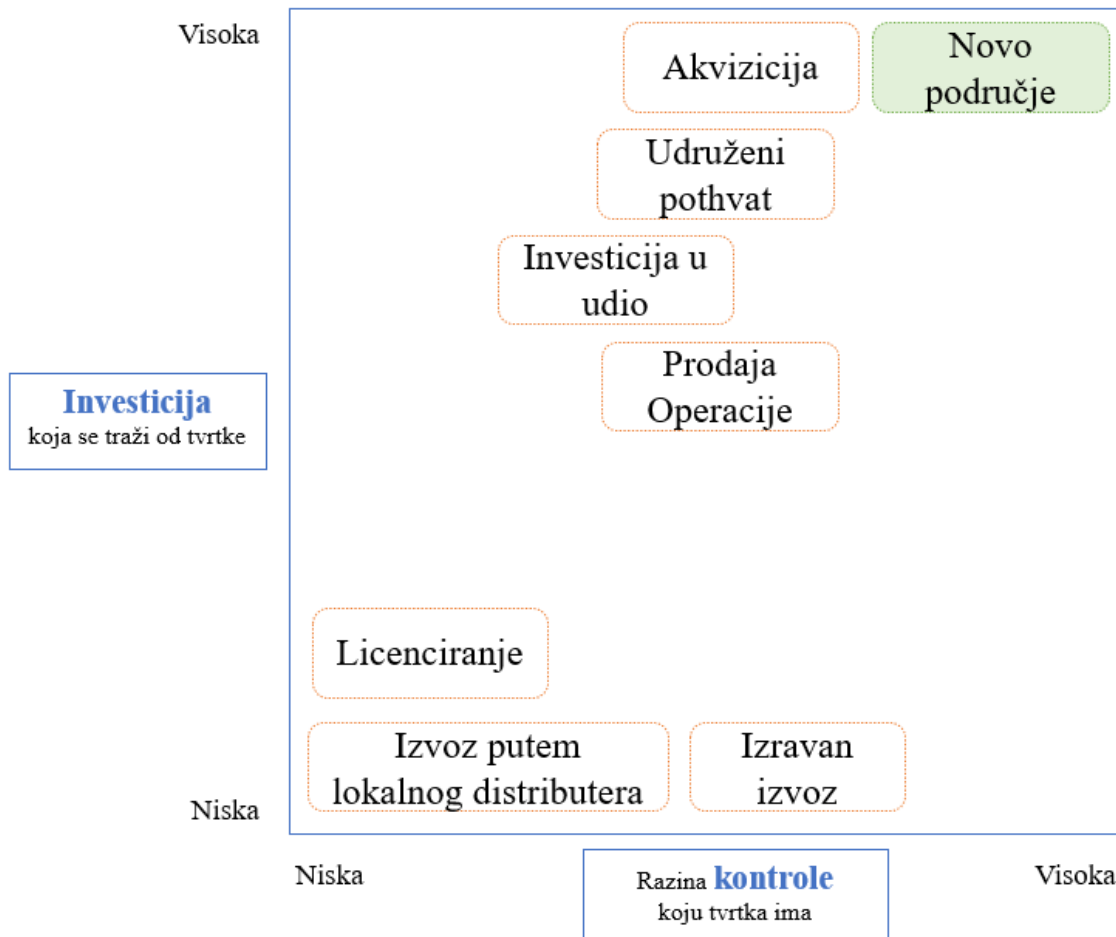 Visoka
Akvizicija
Novo
područje
Udruženi
pothvat
Investicija u
udio
Prodaja
Operacije
Investicija
koja se traži od tvrtke
Licenciranje
Izvoz putem
lokalnog distributera
Izravan
izvoz
Niska
Niska
Razina kontrole
koju tvrtka ima
Visoka